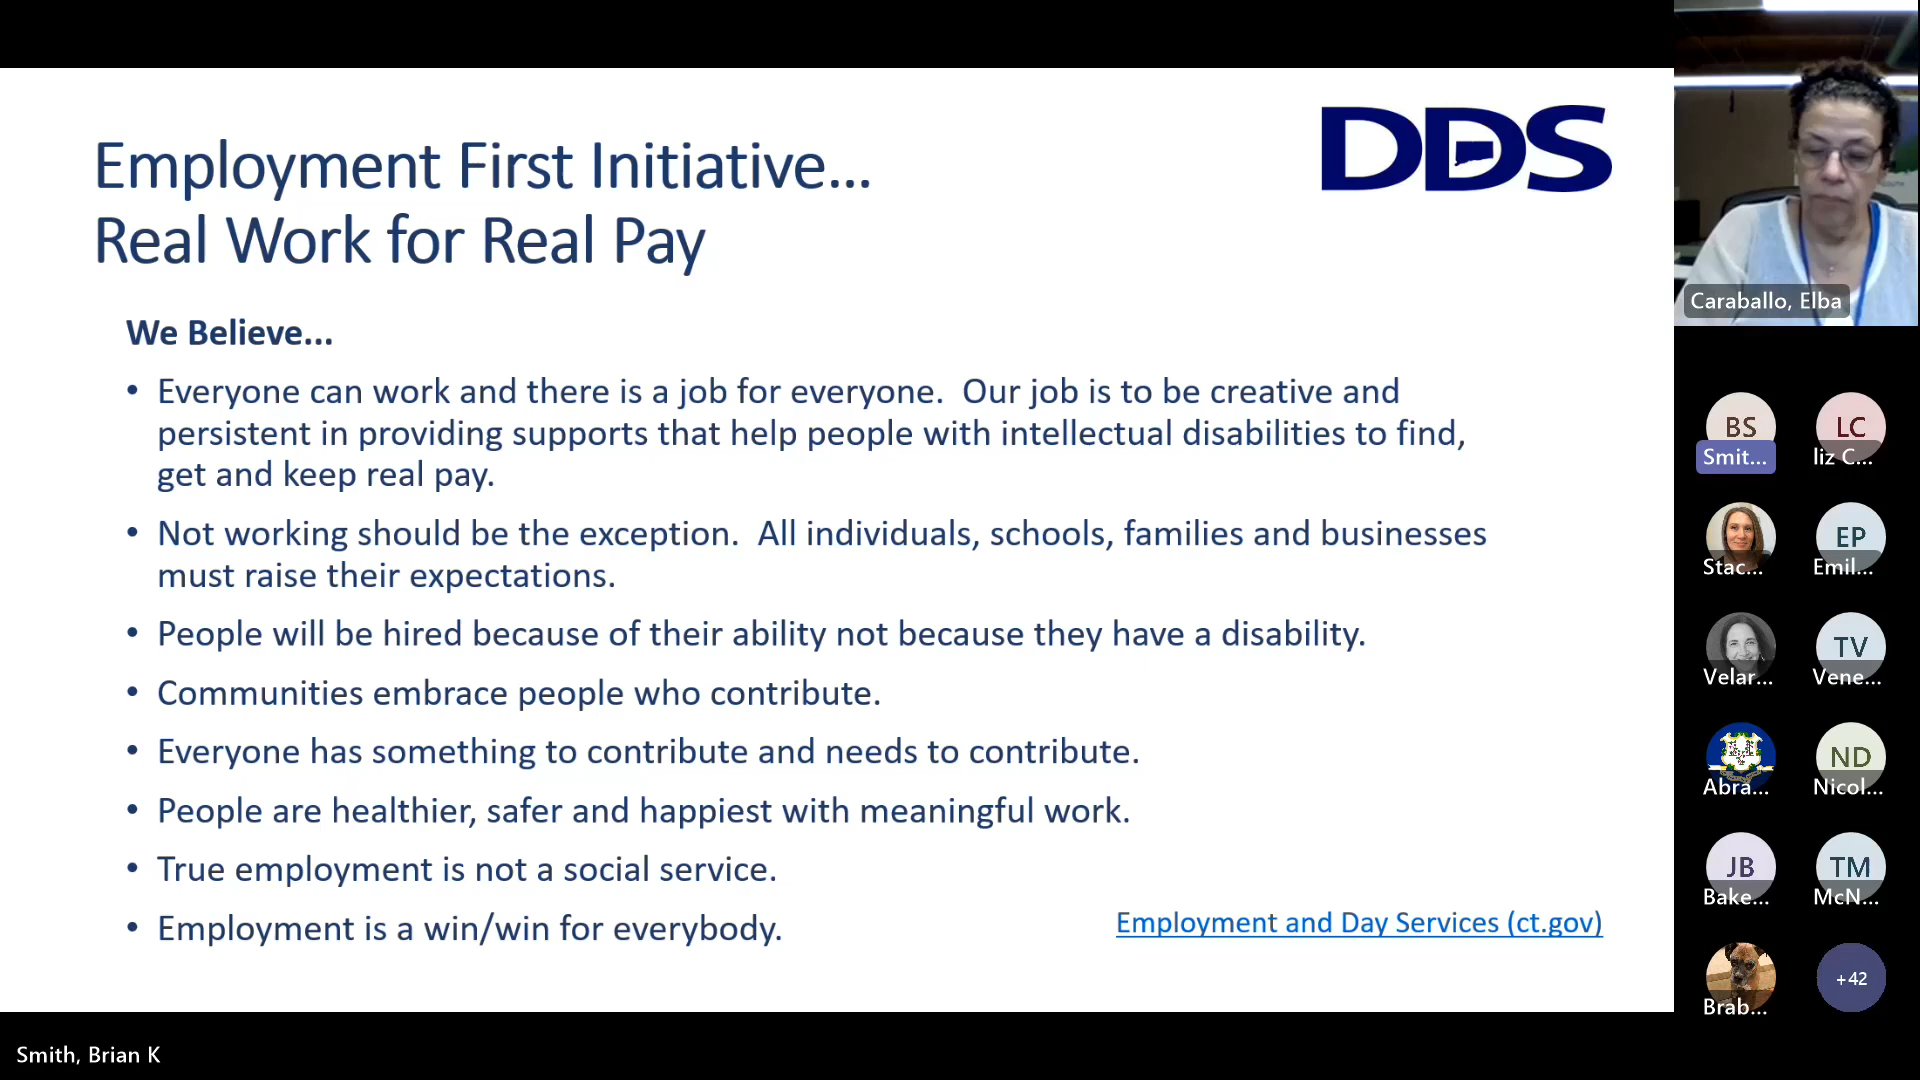 DDS
Employment First Initiative...
Real Work for Real Pay
We Believe...
• Everyone can work and there is a job for everyone.  Our job is to be creative and
persistent in providing supports that help people with intellectual disabilities to find,
get and keep real pay.
• Not working should be the exception.  All individuals, schools, families and businesses
must raise their expectations.
• People will be hired because of their ability not because they have a disability.
• Communities embrace people who contribute.
• Everyone has something to contribute and needs to contribute.
• People are healthier, safer and happiest with meaningful work.
• True employment is not a social service.
• Employment is a win/win for everybody.
Employment and Day Services (ct.gov)
Caraballo, Elba
BS
Smit...
LC
liz C...
Stac...
EP
Emil...
Velar...
TV
Vene...
Abra...
ND
Nicol...
JB
Bake...
TM
McN...
Brab...
+42
Smith, Brian K